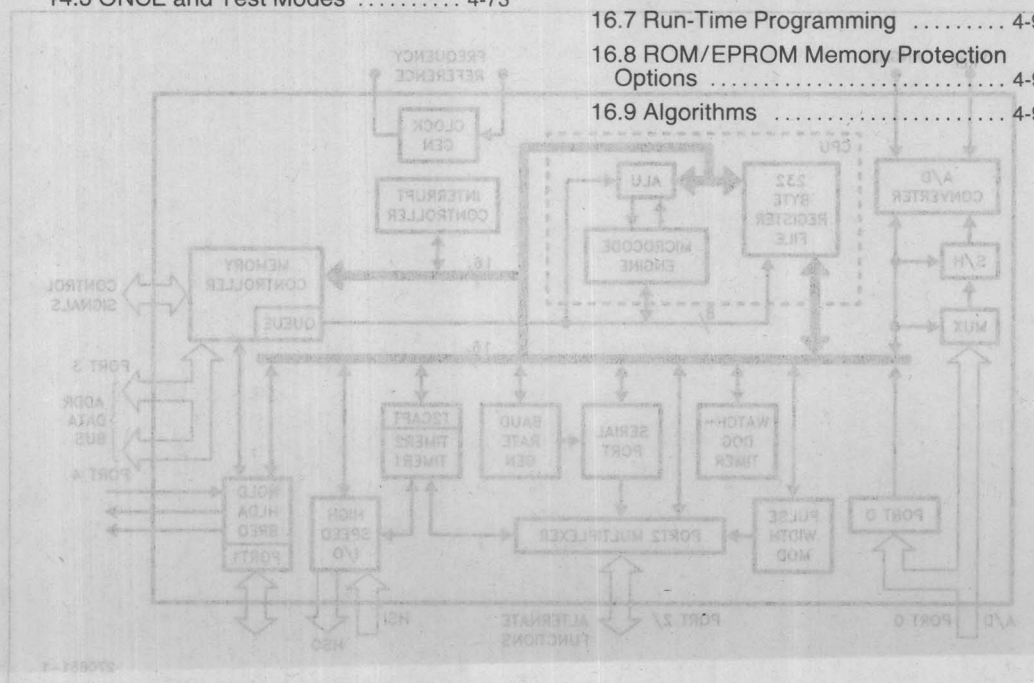 14.5 ONCE and Test Modes .......... 4-73
16.7 Run-Time Programming ......... 4-9
16.8 ROM/EPROM Memory Protection
Options ............................ 4-9
16.9 Algorithms ..................... 4-9
FREQUENCY
REFERENCE
CLOCK
GEN
CPU
ALU
232
BYTE
REGISTER
FILE
A/D
CONVERTER
INTERRUPT
CONTROLLER
MICROCODE
ENGINE
S/H
MUX
MEMORY
CONTROLLER
QUEUE
CONTROL
SIGNALS
16
8
16
PORT 3
ADDR
DATA
BUS
PORT 4
T2CAPT
TIMER2
TIMER1
BAUD
RATE
GEN
SERIAL
PORT
WATCH-
DOG
TIMER
HOLD
HLDA
BREQ
PORT1
HIGH
SPEED
I/O
PORT2 MULTIPLEXER
PULSE
WIDTH
MOD
PORT 0
HSO
HSI
ALTERNATE
FUNCTIONS
PORT 2/
PORT 0
A/D